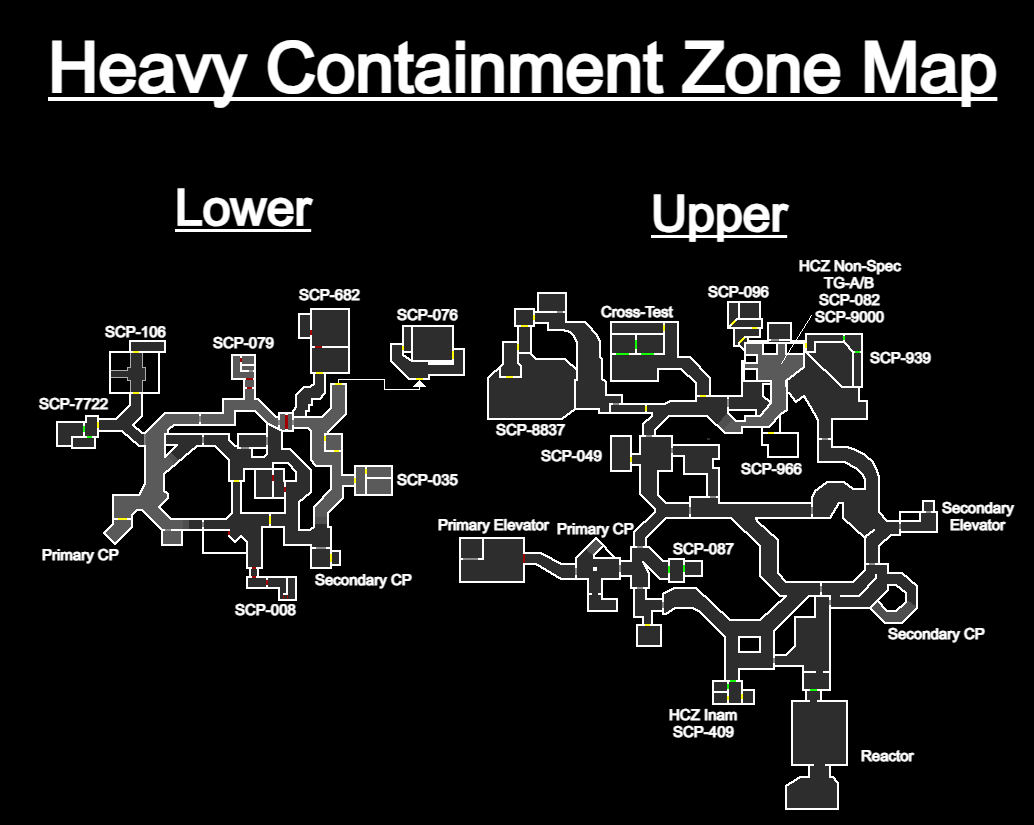 Heavy Containment Zone Map
Lower
Upper
SCP-682
SCP-076
SCP-106
SCP-079
SCP-7722
SCP-035
Primary CP
Secondary CP
SCP-008
HCZ Non-Spec
TG-A/B
SCP-082
SCP-9000
SCP-096
Cross-Test
SCP-939
SCP-8837
SCP-049
SCP-966
Secondary
Elevator
Primary Elevator
Primary CP
SCP-087
Secondary CP
HCZ Inam
SCP-409
Reactor